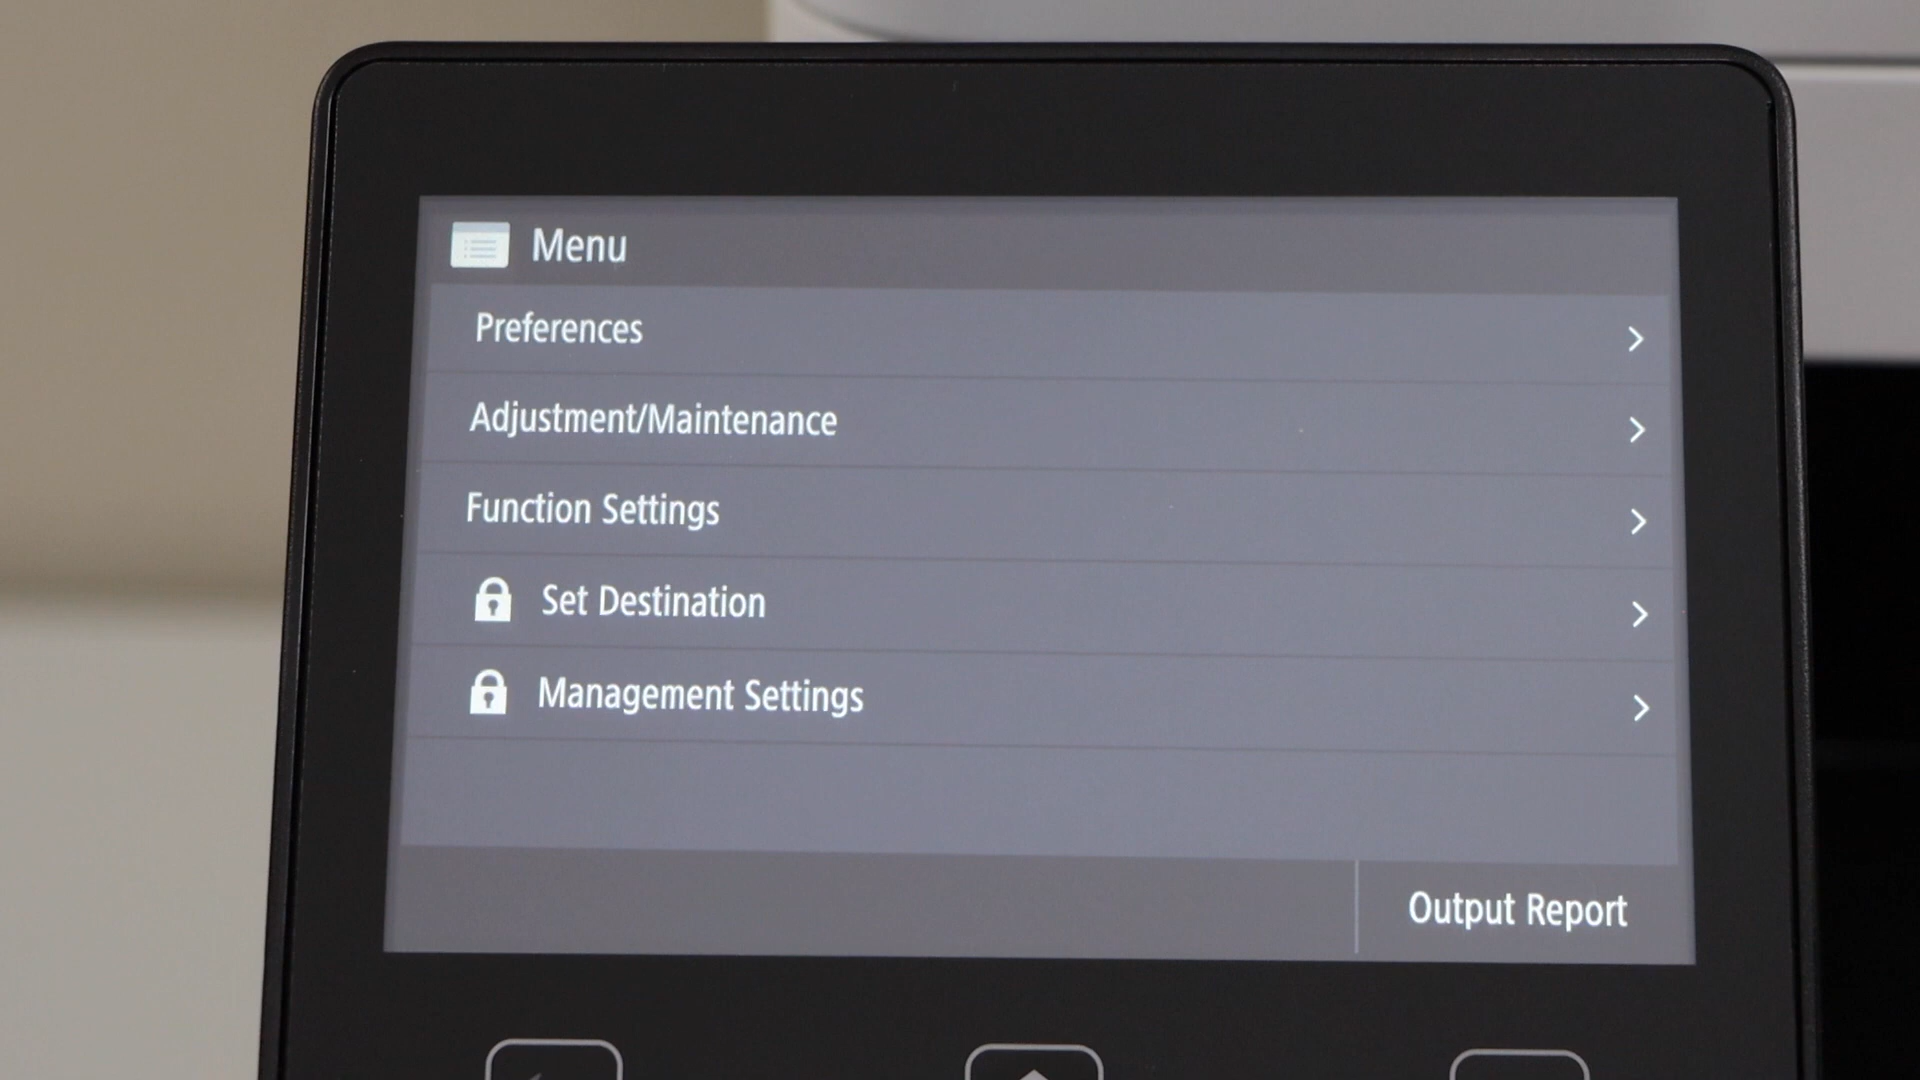 Menu
Preferences
Adjustment/Maintenance
Function Settings
Set Destination
Management Settings
Output Report